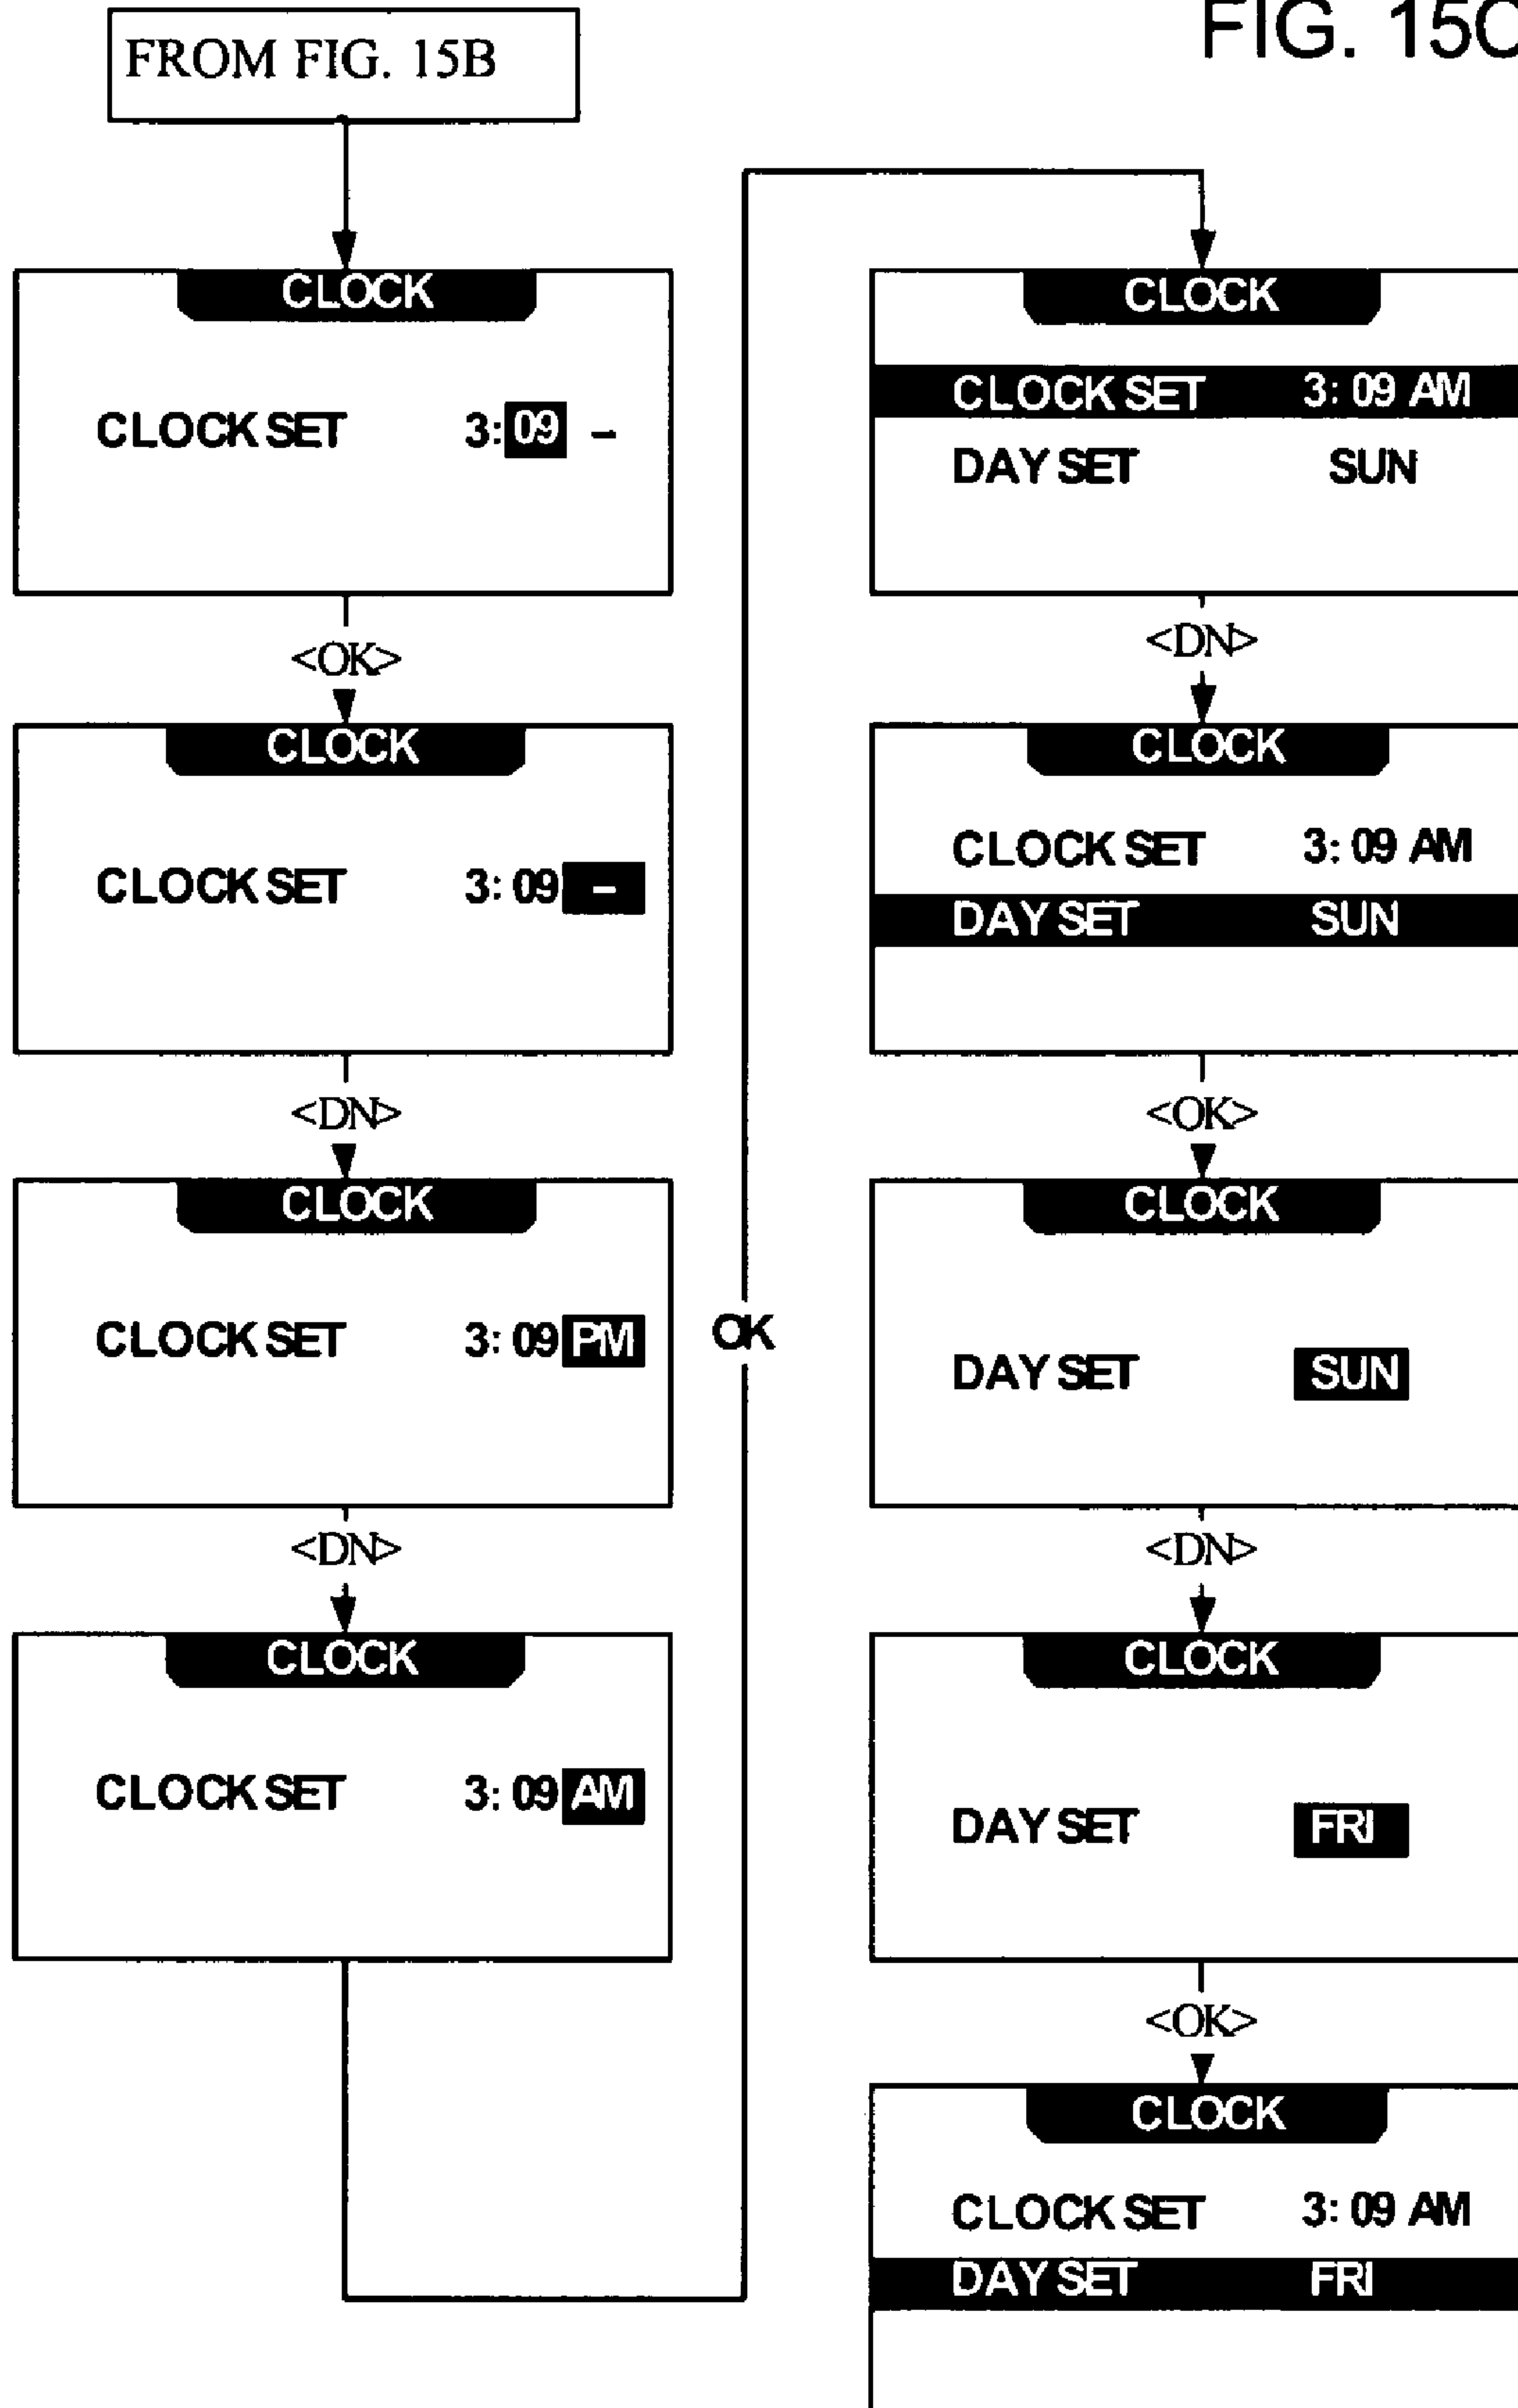 FIG. 15C
FROM FIG. 15B
CLOCK
CLOCK SET 3:09 –
<OK>
CLOCK
CLOCK SET 3:09 –
<DN>
CLOCK
CLOCK SET 3:09 PM
<DN>
CLOCK
CLOCK SET 3:09 AM
OK
CLOCK
CLOCK SET 3:09 AM
DAY SET SUN
<DN>
CLOCK
CLOCK SET 3:09 AM
DAY SET SUN
<OK>
CLOCK
DAY SET SUN
<DN>
CLOCK
DAY SET FRI
<OK>
CLOCK
CLOCK SET 3:09 AM
DAY SET FRI